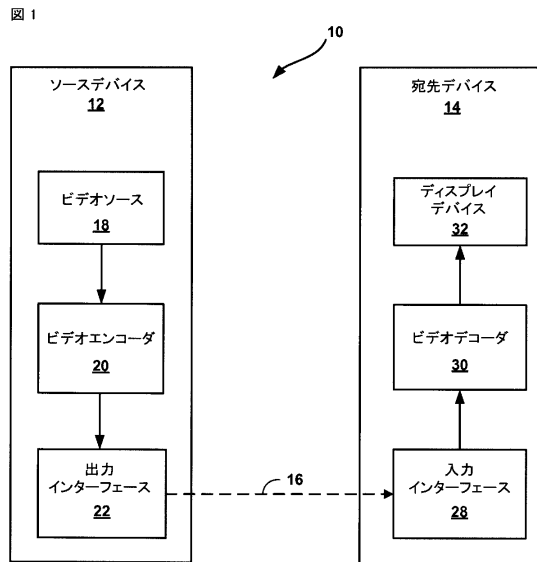 図 1
10
ソースデバイス
12
ビデオソース
18
ビデオエンコーダ
20
出力
インターフェース
22
16
宛先デバイス
14
ディスプレイ
デバイス
32
ビデオデコーダ
30
入力
インターフェース
28